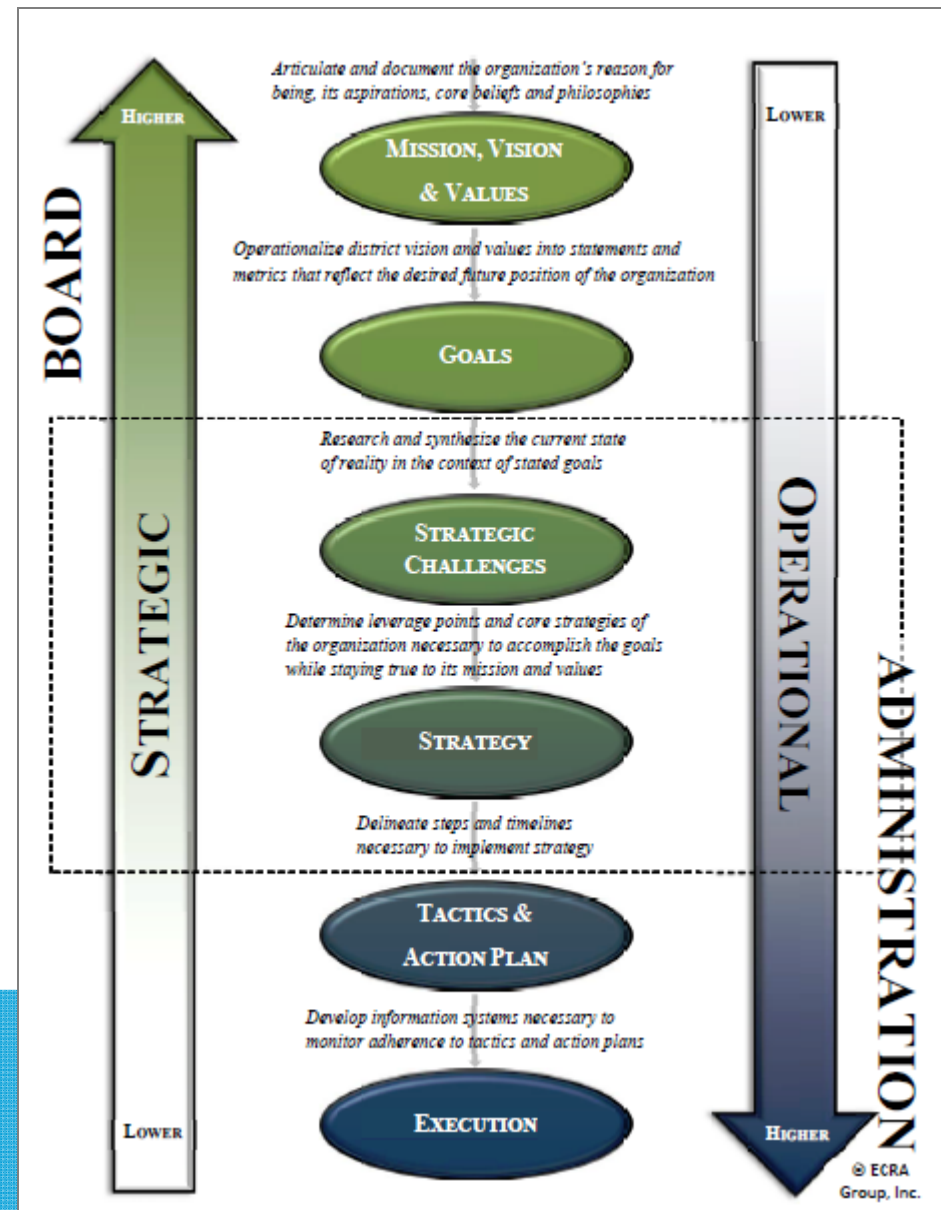 Articulate and document the organization's reason for
being, its aspirations, core beliefs and philosophies
HIGHER
LOWER
MISSION, VISION
& VALUES
BOARD
Operationalize district vision and values into statements and
metrics that reflect the desired future position of the organization
GOALS
Research and synthesize the current state
of reality in the context of stated goals
STRATEGIC
OPERATIONAL
STRATEGIC
CHALLENGES
Determine leverage points and core strategies of
the organization necessary to accomplish the goals
while staying true to its mission and values
ADMINISTRATION
STRATEGY
Delineate steps and timelines
necessary to implement strategy
TACTICS &
ACTION PLAN
Develop information systems necessary to
monitor adherence to tactics and action plans
EXECUTION
LOWER
HIGHER
© ECRA
Group, Inc.